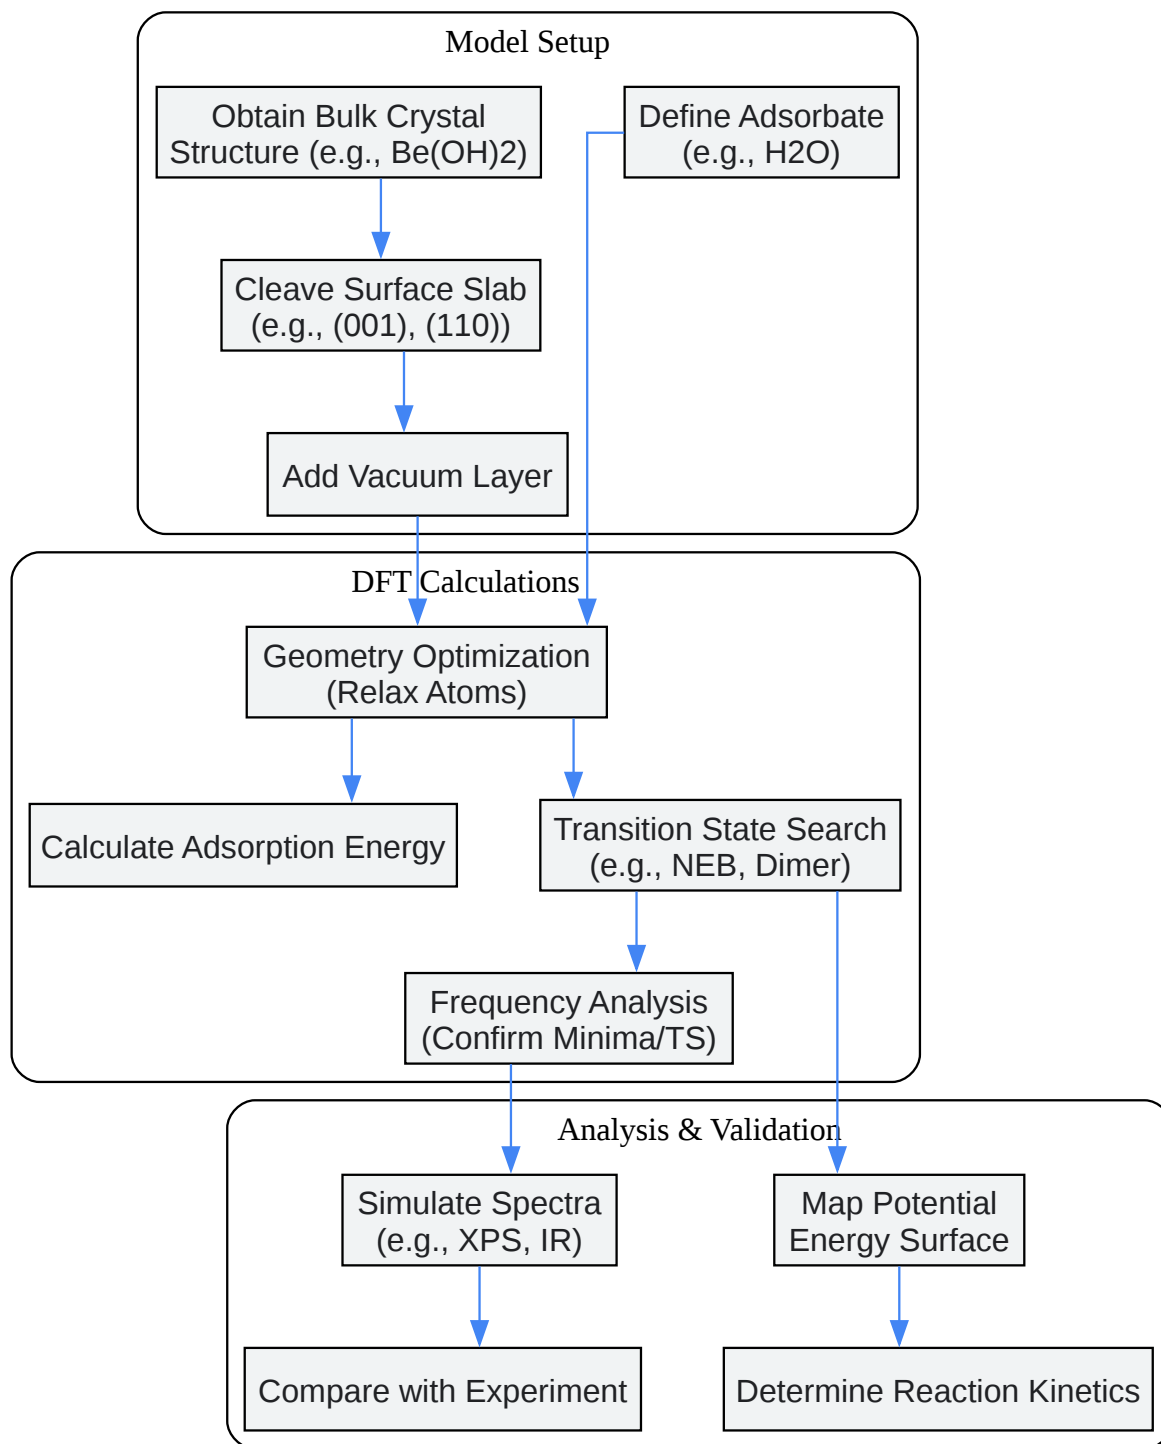 Model Setup
Obtain Bulk Crystal
Structure (e.g., Be(OH)2)
Define Adsorbate
(e.g., H2O)
Cleave Surface Slab
(e.g., (001), (110))
Add Vacuum Layer
DFT Calculations
Geometry Optimization
(Relax Atoms)
Calculate Adsorption Energy
Transition State Search
(e.g., NEB, Dimer)
Frequency Analysis
(Confirm Minima/TS)
Analysis & Validation
Simulate Spectra
(e.g., XPS, IR)
Map Potential
Energy Surface
Compare with Experiment
Determine Reaction Kinetics